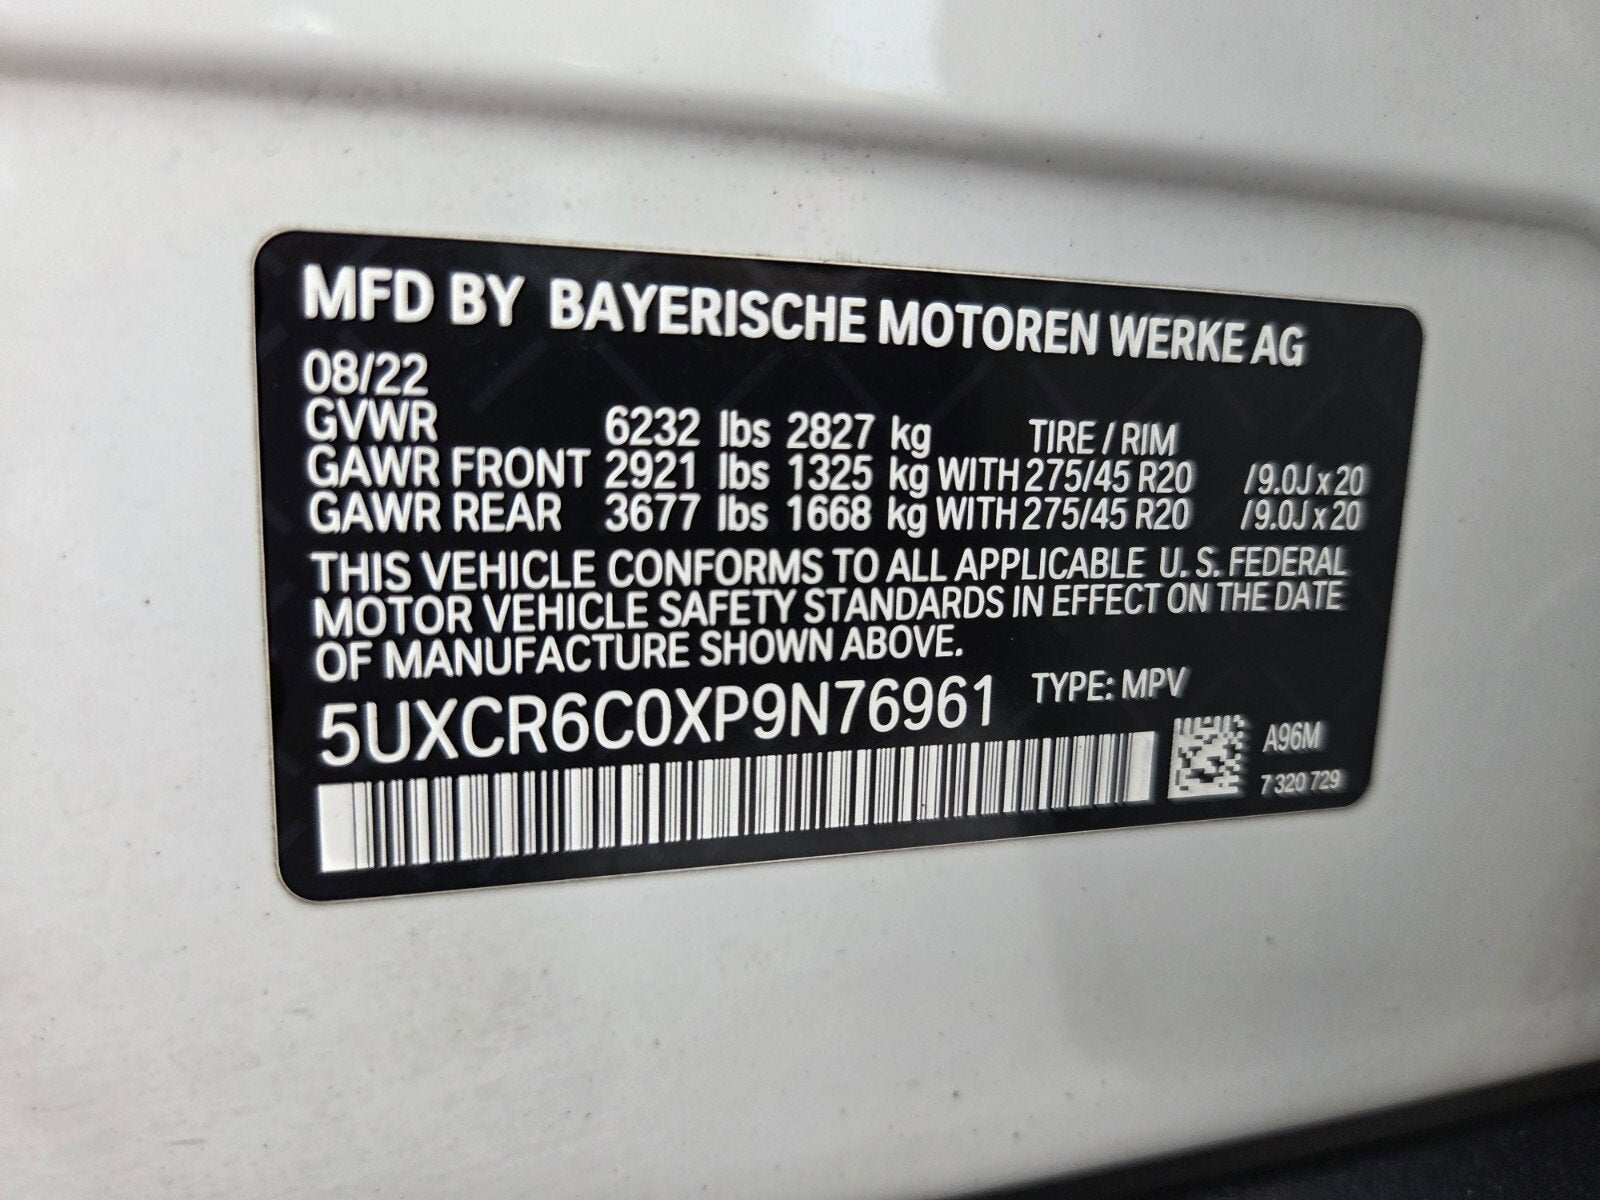 MFD BY BAYERISCHE MOTOREN WERKE AG
08/22
GVWR 6232 lbs 2827 kg TIRE / RIM
GAWR FRONT 2921 lbs 1325 kg WITH 275/45 R20 / 9.0J x 20
GAWR REAR 3677 lbs 1668 kg WITH 275/45 R20 / 9.0J x 20
THIS VEHICLE CONFORMS TO ALL APPLICABLE U. S. FEDERAL
MOTOR VEHICLE SAFETY STANDARDS IN EFFECT ON THE DATE
OF MANUFACTURE SHOWN ABOVE.
5UXCR6C0XP9N76961 TYPE: MPV
A96M
7 320 729